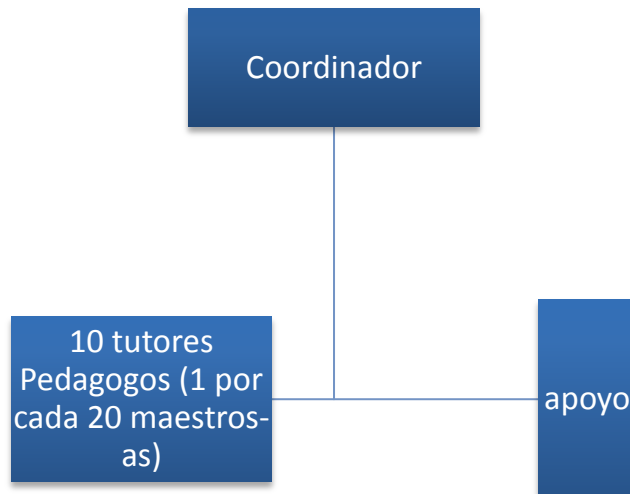 Coordinador
10 tutores
Pedagogos (1 por
cada 20 maestros-
as)
apoyo